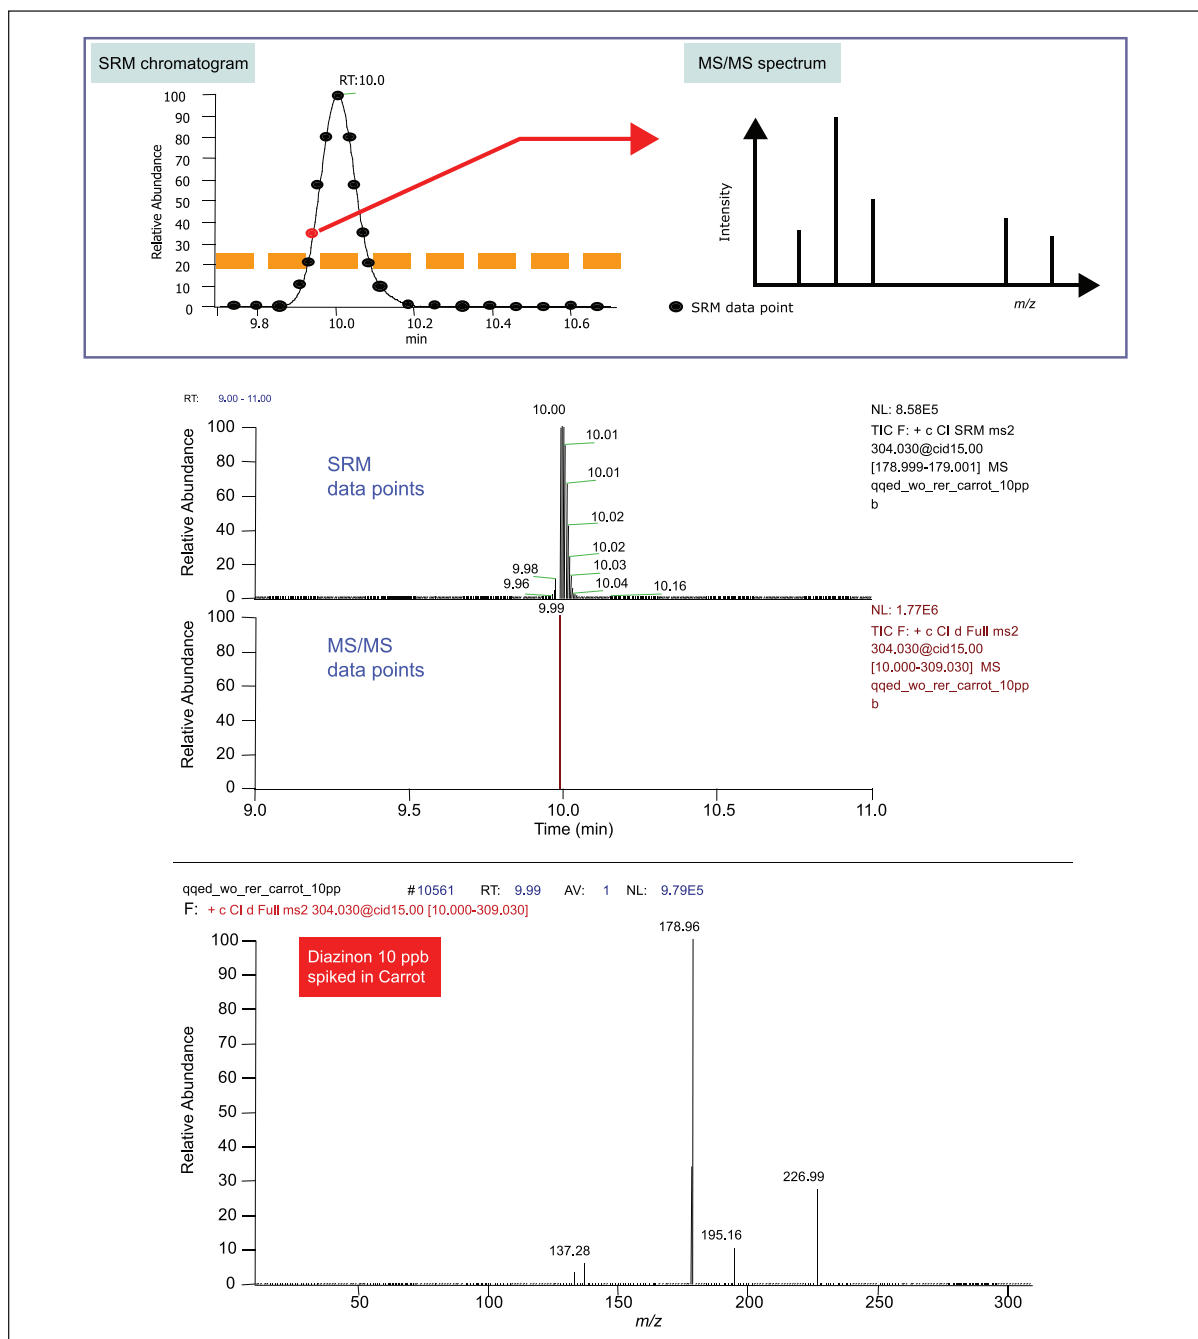 SRM chromatogram
MS/MS spectrum
RT:10.0
Relative Abundance
100
90
80
70
60
50
40
30
20
10
0
9.8
10.0
10.2
10.4
10.6
min
SRM data point
Intensity
m/z
RT: 9.00 - 11.00
10.00
10.01
10.01
10.02
10.02
10.03
10.04
10.16
9.98
9.96
SRM
data points
Relative Abundance
100
80
60
40
20
0
NL: 8.58E5
TIC F: + c CI SRM ms2
304.030@cid15.00
[178.999-179.001] MS
qqed_wo_rer_carrot_10pp
b
9.99
MS/MS
data points
Relative Abundance
100
80
60
40
20
0
NL: 1.77E6
TIC F: + c CI d Full ms2
304.030@cid15.00
[10.000-309.030] MS
qqed_wo_rer_carrot_10pp
b
9.0
9.5
10.0
10.5
11.0
Time (min)
qqed_wo_rer_carrot_10pp #10561 RT: 9.99 AV: 1 NL: 9.79E5
F: + c CI d Full ms2 304.030@cid15.00 [10.000-309.030]
Diazinon 10 ppb
spiked in Carrot
Relative Abundance
100
90
80
70
60
50
40
30
20
10
0
178.96
226.99
195.16
137.28
50
100
150
200
250
300
m/z